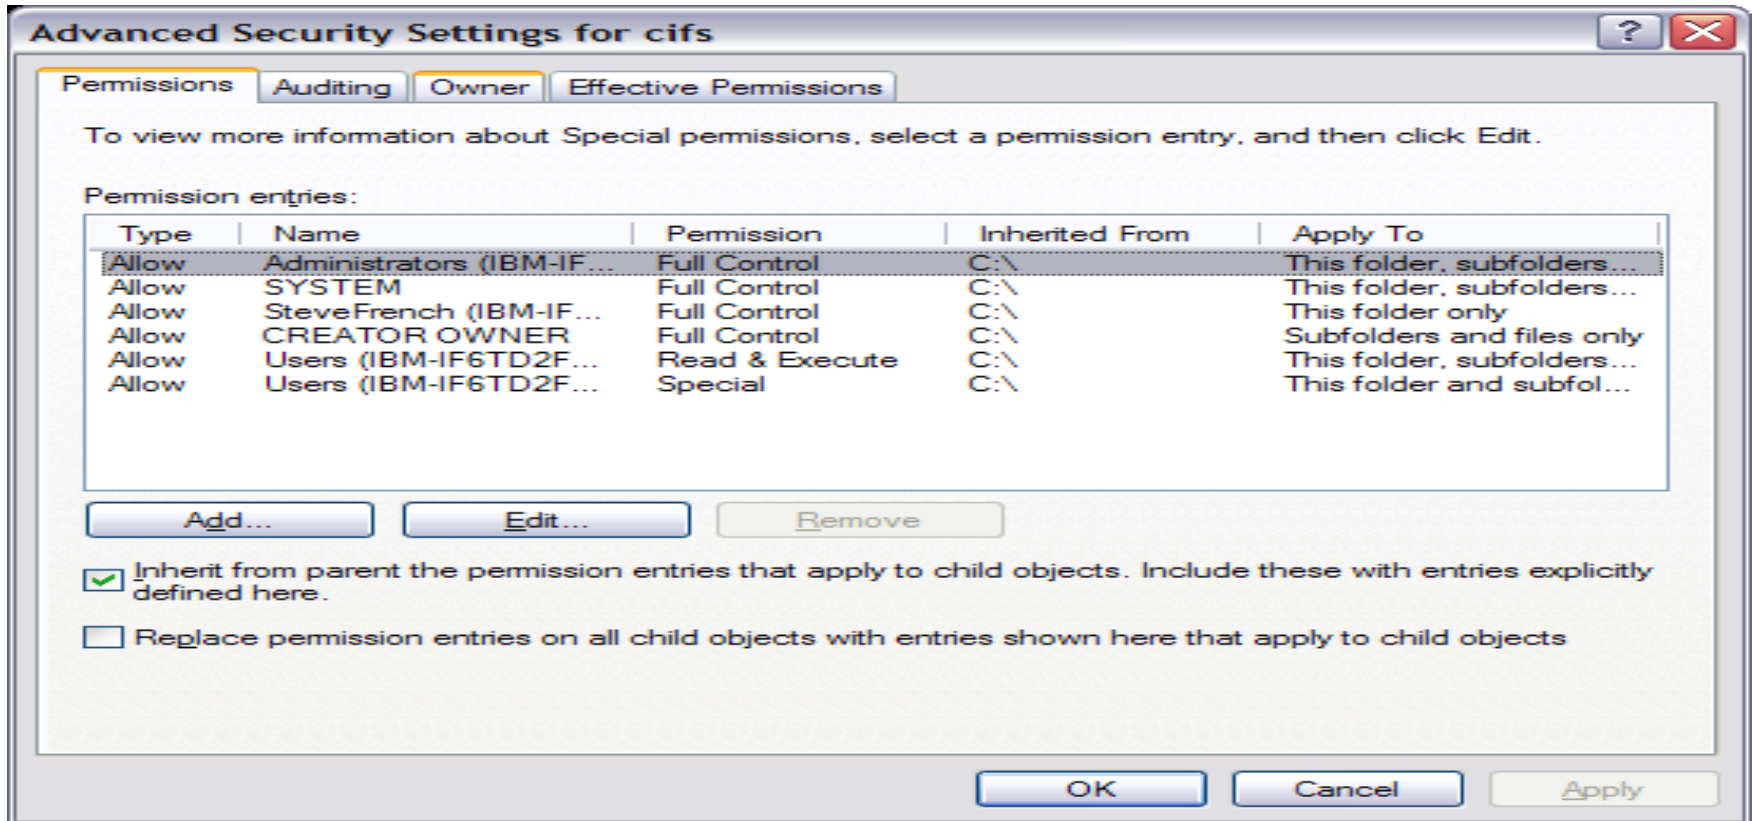 Advanced Security Settings for cifs
?
Permissions Auditing Owner Effective Permissions
To view more information about Special permissions, select a permission entry, and then click Edit.
Permission entries:
Type Name Permission Inherited From Apply To
Allow Administrators (IBM-IF... Full Control C:\ This folder, subfolders...
Allow SYSTEM Full Control C:\ This folder, subfolders...
Allow SteveFrench (IBM-IF... Full Control C:\ This folder only
Allow CREATOR OWNER Full Control C:\ Subfolders and files only
Allow Users (IBM-IF6TD2F... Read & Execute C:\ This folder, subfolders...
Allow Users (IBM-IF6TD2F... Special C:\ This folder and subfol...
Add... Edit... Remove
Inherit from parent the permission entries that apply to child objects. Include these with entries explicitly
defined here.
Replace permission entries on all child objects with entries shown here that apply to child objects
OK Cancel Apply